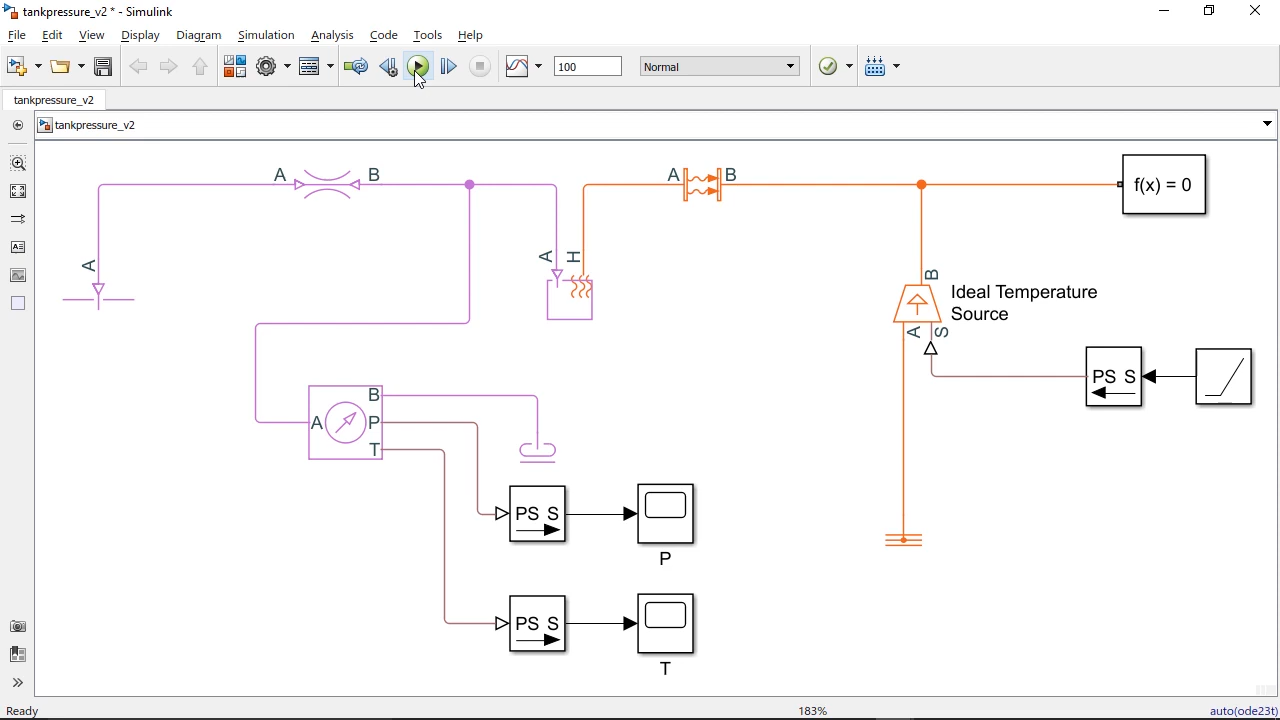 tankpressure_v2 * - Simulink
File Edit View Display Diagram Simulation Analysis Code Tools Help
100 Normal
tankpressure_v2
tankpressure_v2
A B A B f(x) = 0
A A H B
Ideal Temperature
Source
A S
PS S
B
A P
T
PS S
P
PS S
T
Ready 183% auto(ode23t)